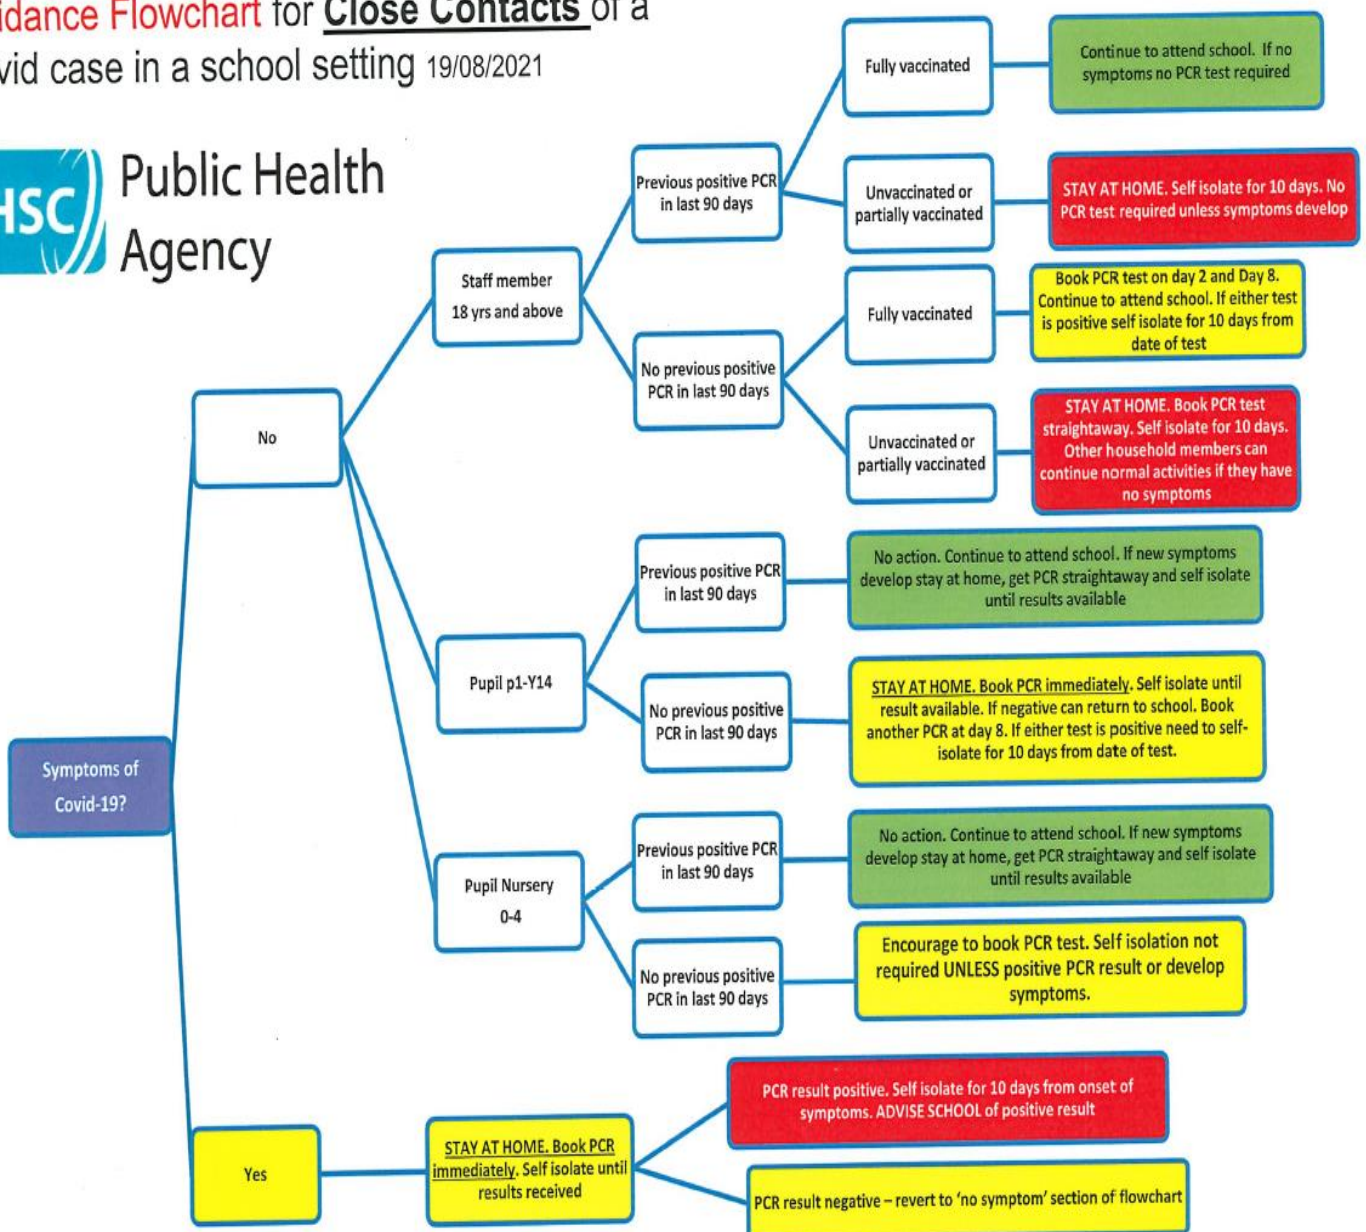 Guidance Flowchart for Close Contacts of a
Covid case in a school setting 19/08/2021
HSC
Public Health
Agency
Symptoms of
Covid-19?
No
Staff member
18 yrs and above
Previous positive PCR
in last 90 days
Fully vaccinated
Continue to attend school. If no
symptoms no PCR test required
Unvaccinated or
partially vaccinated
STAY AT HOME. Self isolate for 10 days. No
PCR test required unless symptoms develop
No previous positive
PCR in last 90 days
Fully vaccinated
Book PCR test on day 2 and Day 8.
Continue to attend school. If either test
is positive self isolate for 10 days from
date of test
Unvaccinated or
partially vaccinated
STAY AT HOME. Book PCR test
straightaway. Self isolate for 10 days.
Other household members can
continue normal activities if they have
no symptoms
Pupil p1-Y14
Previous positive PCR
in last 90 days
No action. Continue to attend school. If new symptoms
develop stay at home, get PCR straightaway and self isolate
until results available
No previous positive
PCR in last 90 days
STAY AT HOME. Book PCR immediately. Self isolate until
result available. If negative can return to school. Book
another PCR at day 8. If either test is positive need to self-
isolate for 10 days from date of test.
Pupil Nursery
0-4
Previous positive PCR
in last 90 days
No action. Continue to attend school. If new symptoms
develop stay at home, get PCR straightaway and self isolate
until results available
No previous positive
PCR in last 90 days
Encourage to book PCR test. Self isolation not
required UNLESS positive PCR result or develop
symptoms.
Yes
STAY AT HOME. Book PCR
immediately. Self isolate until
results received
PCR result positive. Self isolate for 10 days from onset of
symptoms. ADVISE SCHOOL of positive result
PCR result negative – revert to 'no symptom' section of flowchart